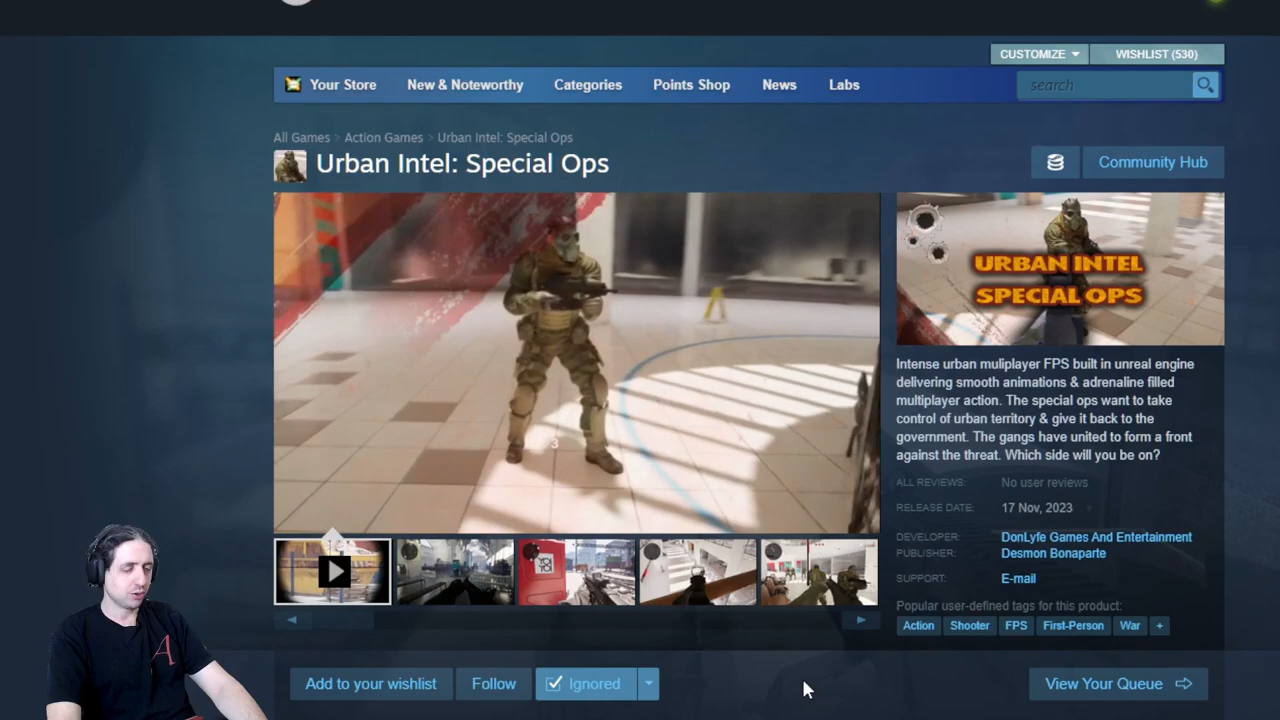 CUSTOMIZE
WISHLIST (530)
Your Store
New & Noteworthy
Categories
Points Shop
News
Labs
search
All Games > Action Games > Urban Intel: Special Ops
Urban Intel: Special Ops
Community Hub
URBAN INTEL
SPECIAL OPS
Intense urban muliplayer FPS built in unreal engine
delivering smooth animations & adrenaline filled
multiplayer action. The special ops want to take
control of urban territory & give it back to the
government. The gangs have united to form a front
against the threat. Which side will you be on?
ALL REVIEWS: No user reviews
RELEASE DATE: 17 Nov, 2023
DEVELOPER: DonLyfe Games And Entertainment
PUBLISHER: Desmon Bonaparte
SUPPORT: E-mail
Popular user-defined tags for this product:
Action
Shooter
FPS
First-Person
War
+
3
Add to your wishlist
Follow
Ignored
View Your Queue